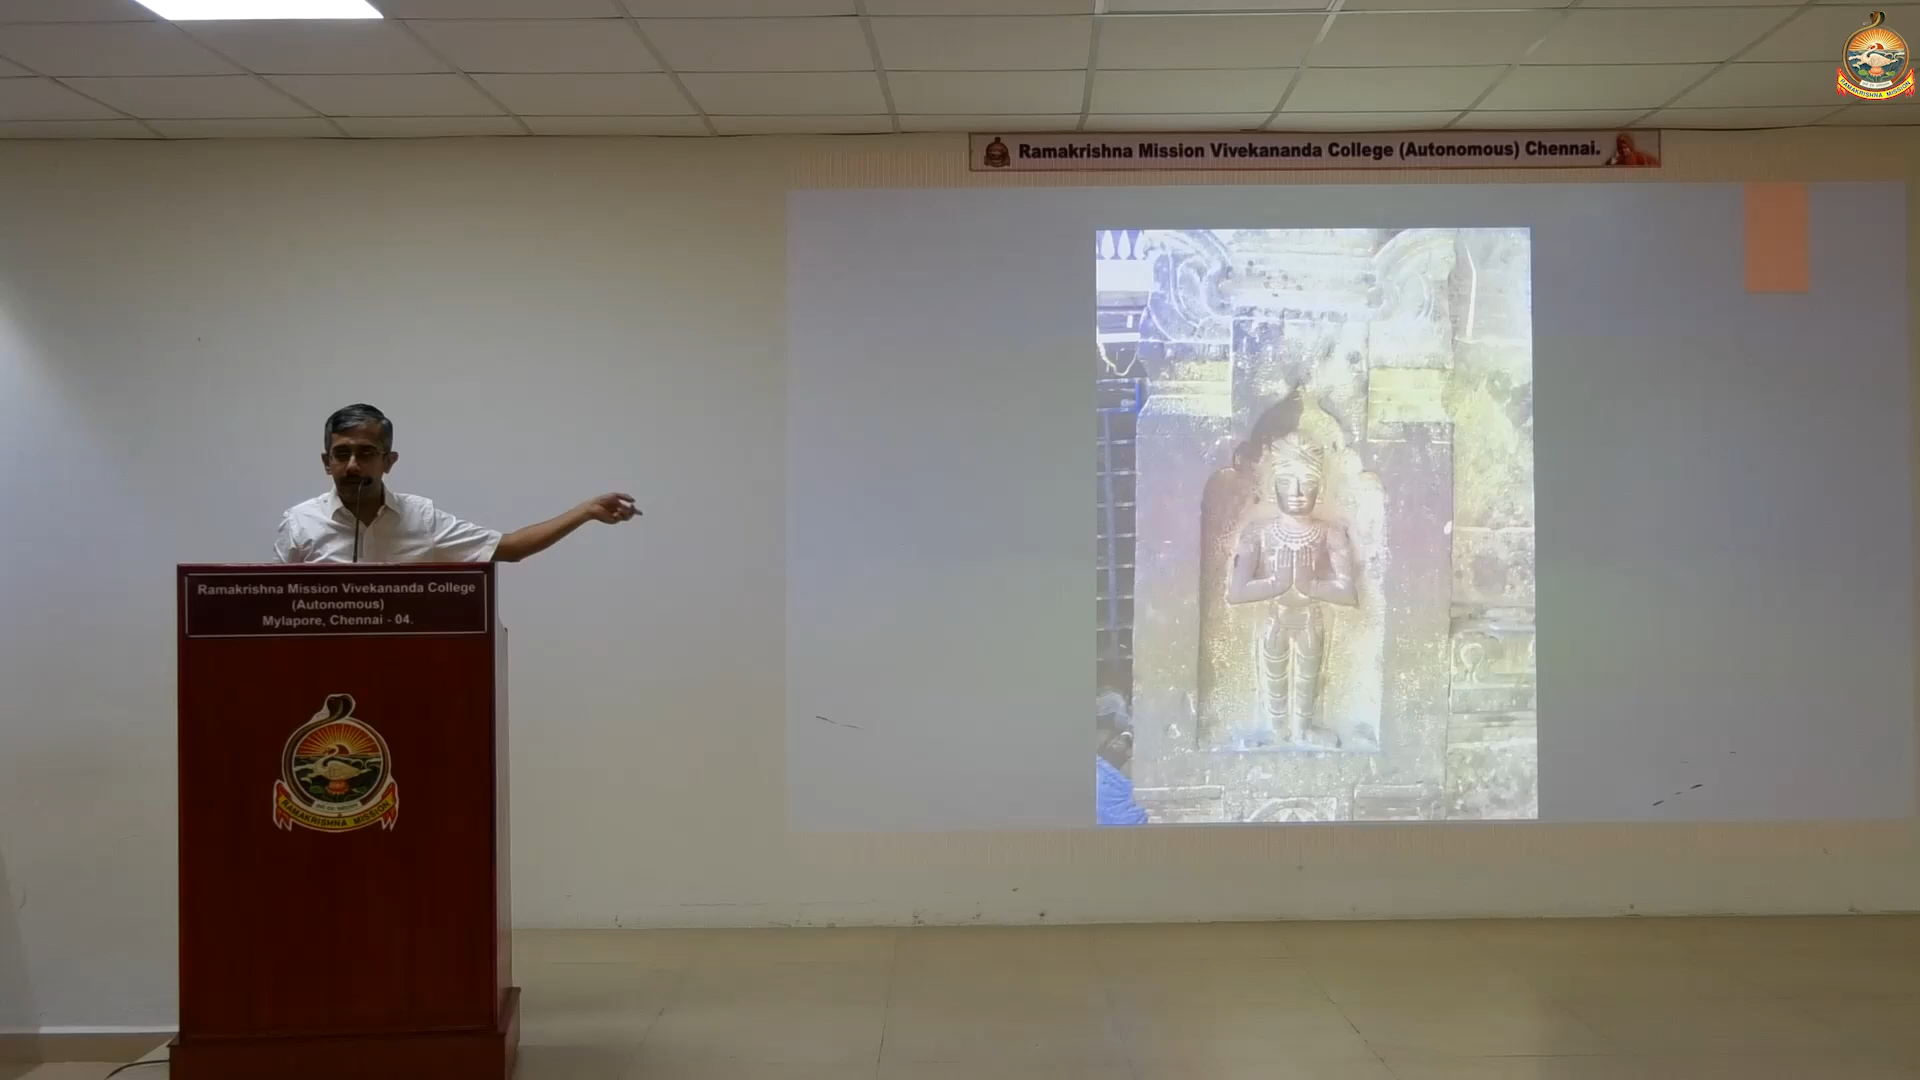 RAMAKRISHNA MISSION
Ramakrishna Mission Vivekananda College (Autonomous) Chennai.
Ramakrishna Mission Vivekananda College
(Autonomous)
Mylapore, Chennai - 04.
RAMAKRISHNA MISSION